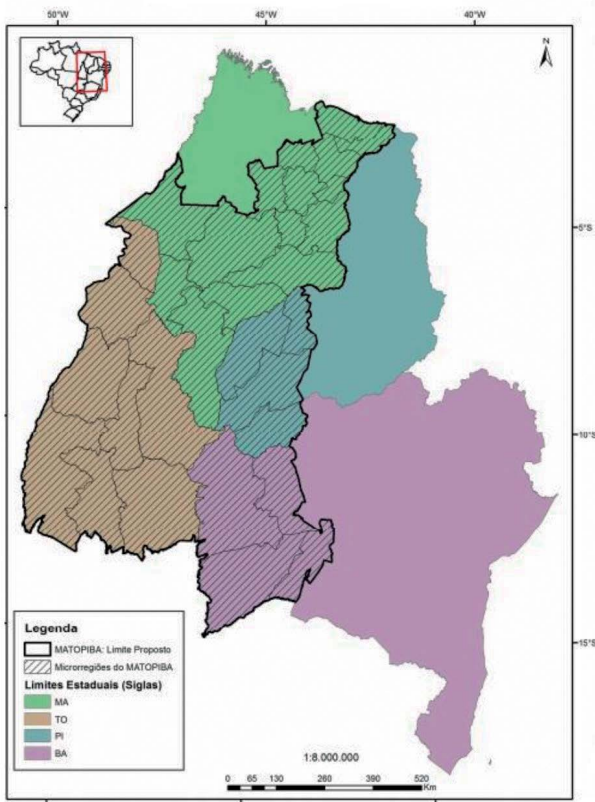 50°W 45°W 40°W
N
5°S
10°S
15°S
Legenda
MATOPIBA: Limite Proposto
Microrregiões do MATOPIBA
Limites Estaduais (Siglas)
MA
TO
PI
BA
1:8.000.000
0 65 130 260 390 520
Km